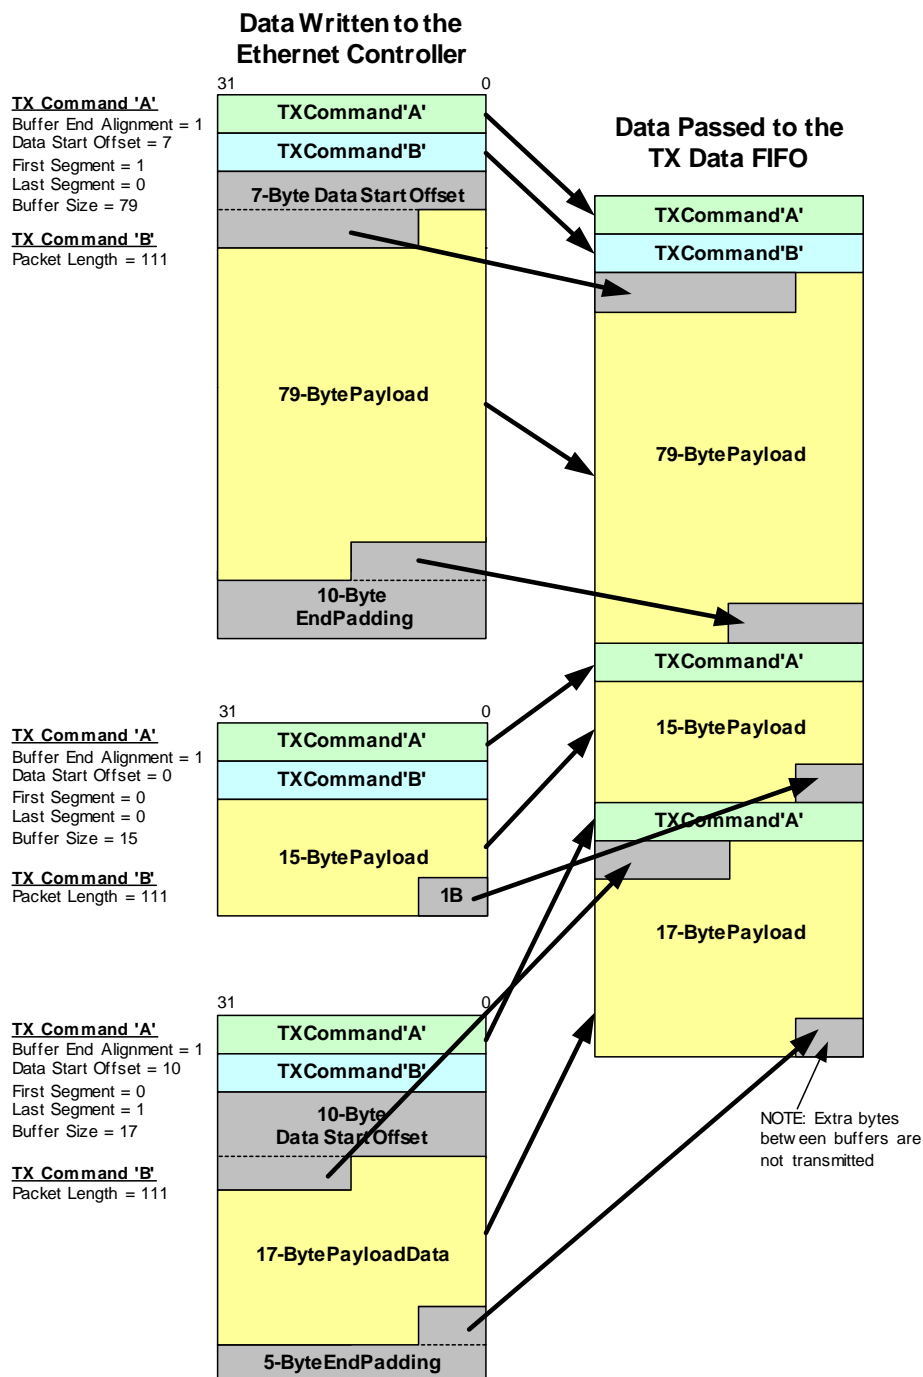 Data Written to the
Ethernet Controller
31 0
TX Command 'A'
Buffer End Alignment = 1
Data Start Offset = 7
First Segment = 1
Last Segment = 0
Buffer Size = 79
TX Command 'B'
Packet Length = 111
TXCommand'A'
TXCommand'B'
7-Byte Data Start Offset
79-BytePayload
10-Byte
EndPadding
Data Passed to the
TX Data FIFO
TXCommand'A'
TXCommand'B'
79-BytePayload
TXCommand'A'
15-BytePayload
TXCommand'A'
17-BytePayload
NOTE: Extra bytes
between buffers are
not transmitted
31 0
TX Command 'A'
Buffer End Alignment = 1
Data Start Offset = 0
First Segment = 0
Last Segment = 0
Buffer Size = 15
TX Command 'B'
Packet Length = 111
TXCommand'A'
TXCommand'B'
15-BytePayload
1B
31 0
TX Command 'A'
Buffer End Alignment = 1
Data Start Offset = 10
First Segment = 0
Last Segment = 1
Buffer Size = 17
TX Command 'B'
Packet Length = 111
TXCommand'A'
TXCommand'B'
10-Byte
Data Start Offset
17-BytePayloadData
5-ByteEndPadding